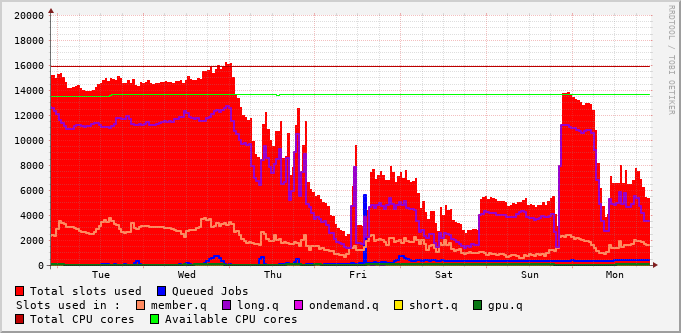 20000
18000
16000
14000
12000
10000
8000
6000
4000
2000
0
Tue Wed Thu Fri Sat Sun Mon
RRDTOOL / TOBI OETIKER
Total slots used Queued Jobs
Slots used in : member.q long.q ondemand.q short.q gpu.q
Total CPU cores Available CPU cores